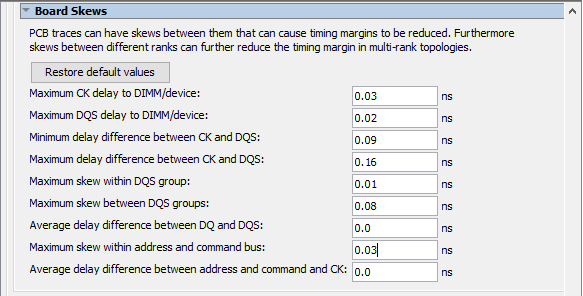 Board Skews
PCB traces can have skews between them that can cause timing margins to be reduced. Furthermore
skews between different ranks can further reduce the timing margin in multi-rank topologies.
Restore default values
Maximum CK delay to DIMM/device: 0.03 ns
Maximum DQS delay to DIMM/device: 0.02 ns
Minimum delay difference between CK and DQS: 0.09 ns
Maximum delay difference between CK and DQS: 0.16 ns
Maximum skew within DQS group: 0.01 ns
Maximum skew between DQS groups: 0.08 ns
Average delay difference between DQ and DQS: 0.0 ns
Maximum skew within address and command bus: 0.03 ns
Average delay difference between address and command and CK: 0.0 ns